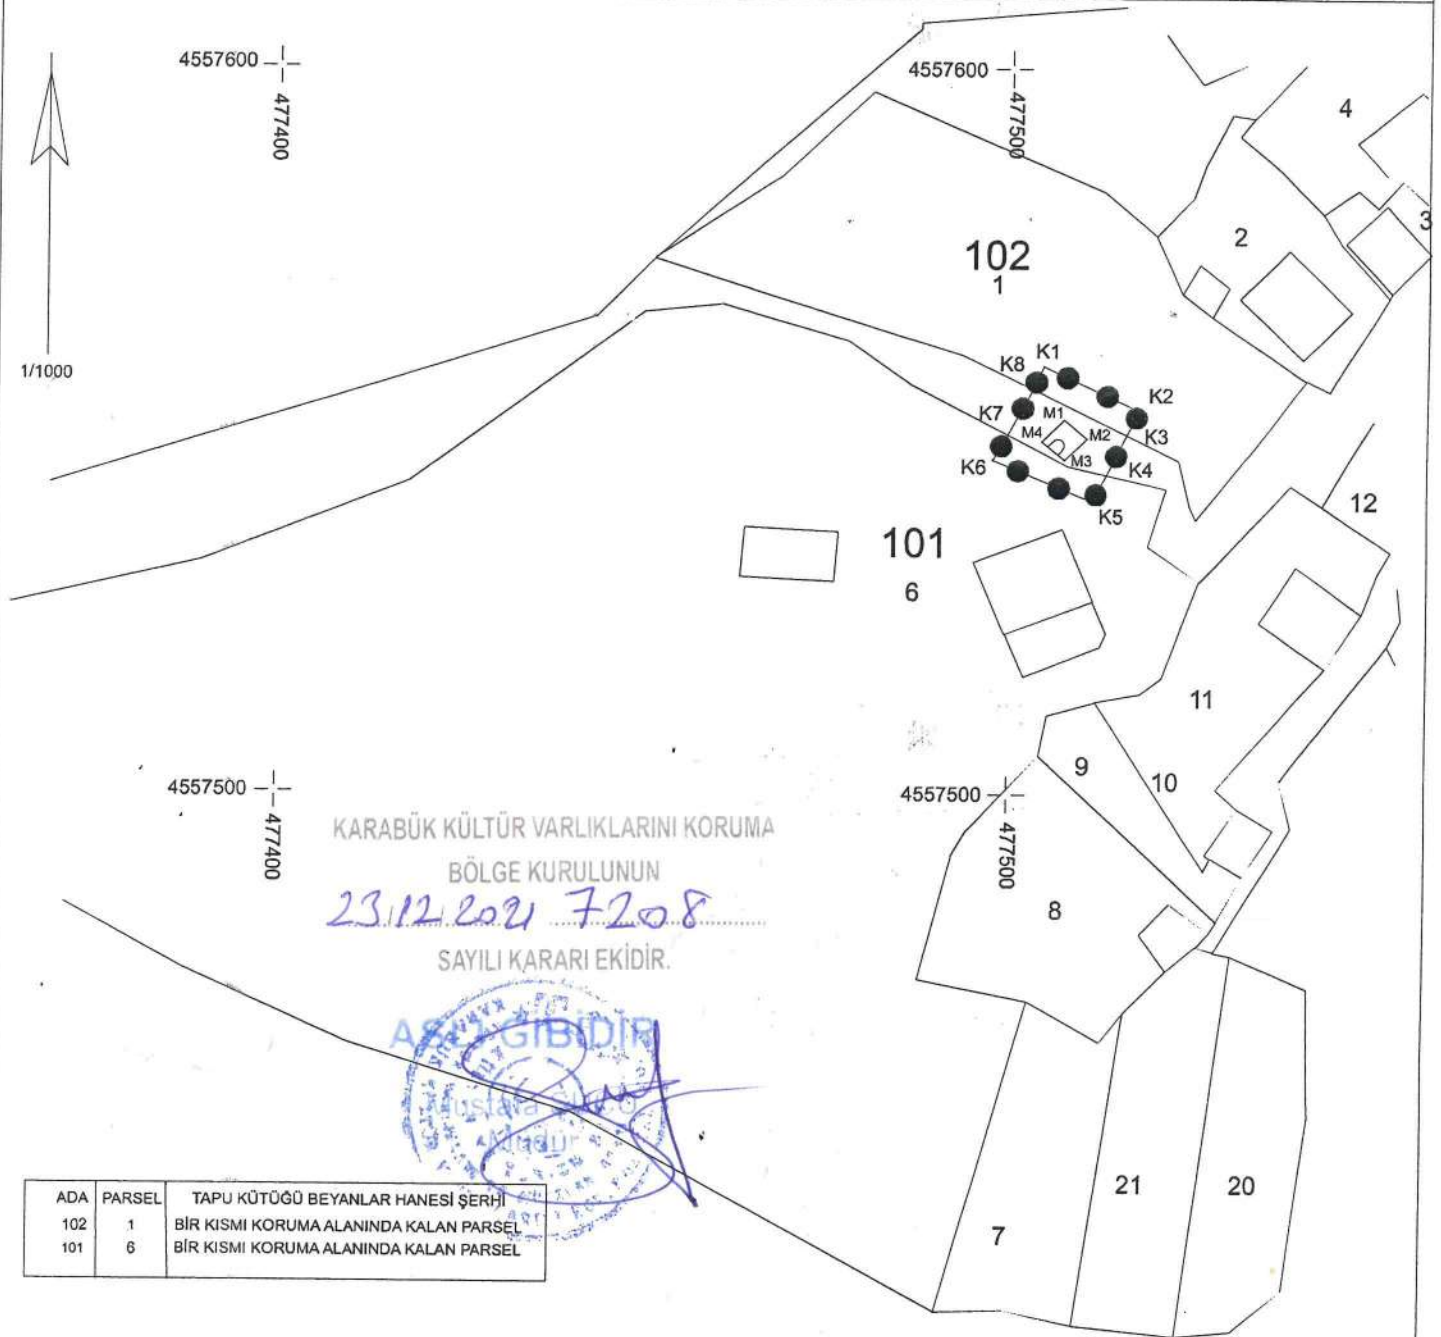 4557600
477400
4557600
477500
4
3
2
102
1
1/1000
K1
K8
K2
K7
M1
K3
M4
M2
M3
K4
K6
K5
12
101
6
11
9
10
4557500
477400
4557500
477500
KARABÜK KÜLTÜR VARLIKLARINI KORUMA
BÖLGE KURULUNUN
23.12.2021 7208
SAYILI KARARI EKİDİR.
8
ASLI GİBİDİR
Mustafa
Müdür
21
20
7
ADA PARSEL TAPU KÜTÜĞÜ BEYANLAR HANESİ ŞERHİ
102 1 BİR KISMI KORUMA ALANINDA KALAN PARSEL
101 6 BİR KISMI KORUMA ALANINDA KALAN PARSEL